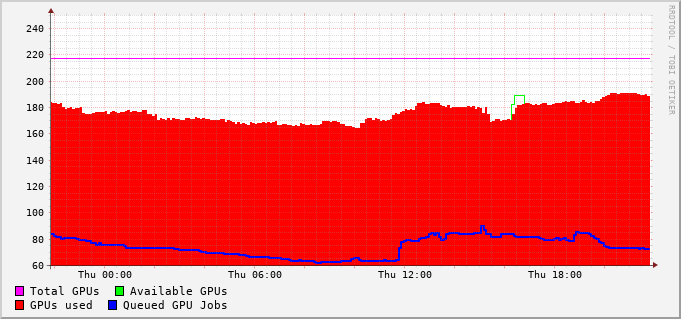 RRDTOOL / TOBI OETIKER
240
220
200
180
160
140
120
100
80
60
Thu 00:00 Thu 06:00 Thu 12:00 Thu 18:00
Total GPUs Available GPUs
GPUs used Queued GPU Jobs